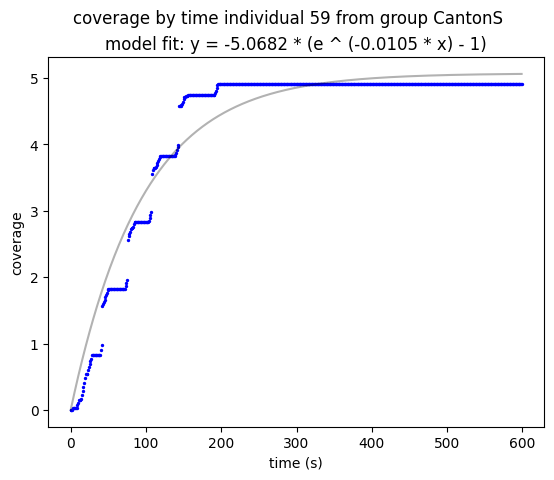 coverage by time individual 59 from group CantonS
model fit: y = -5.0682 * (e ^ (-0.0105 * x) - 1)
5
4
3
2
1
0
coverage
0 100 200 300 400 500 600
time (s)